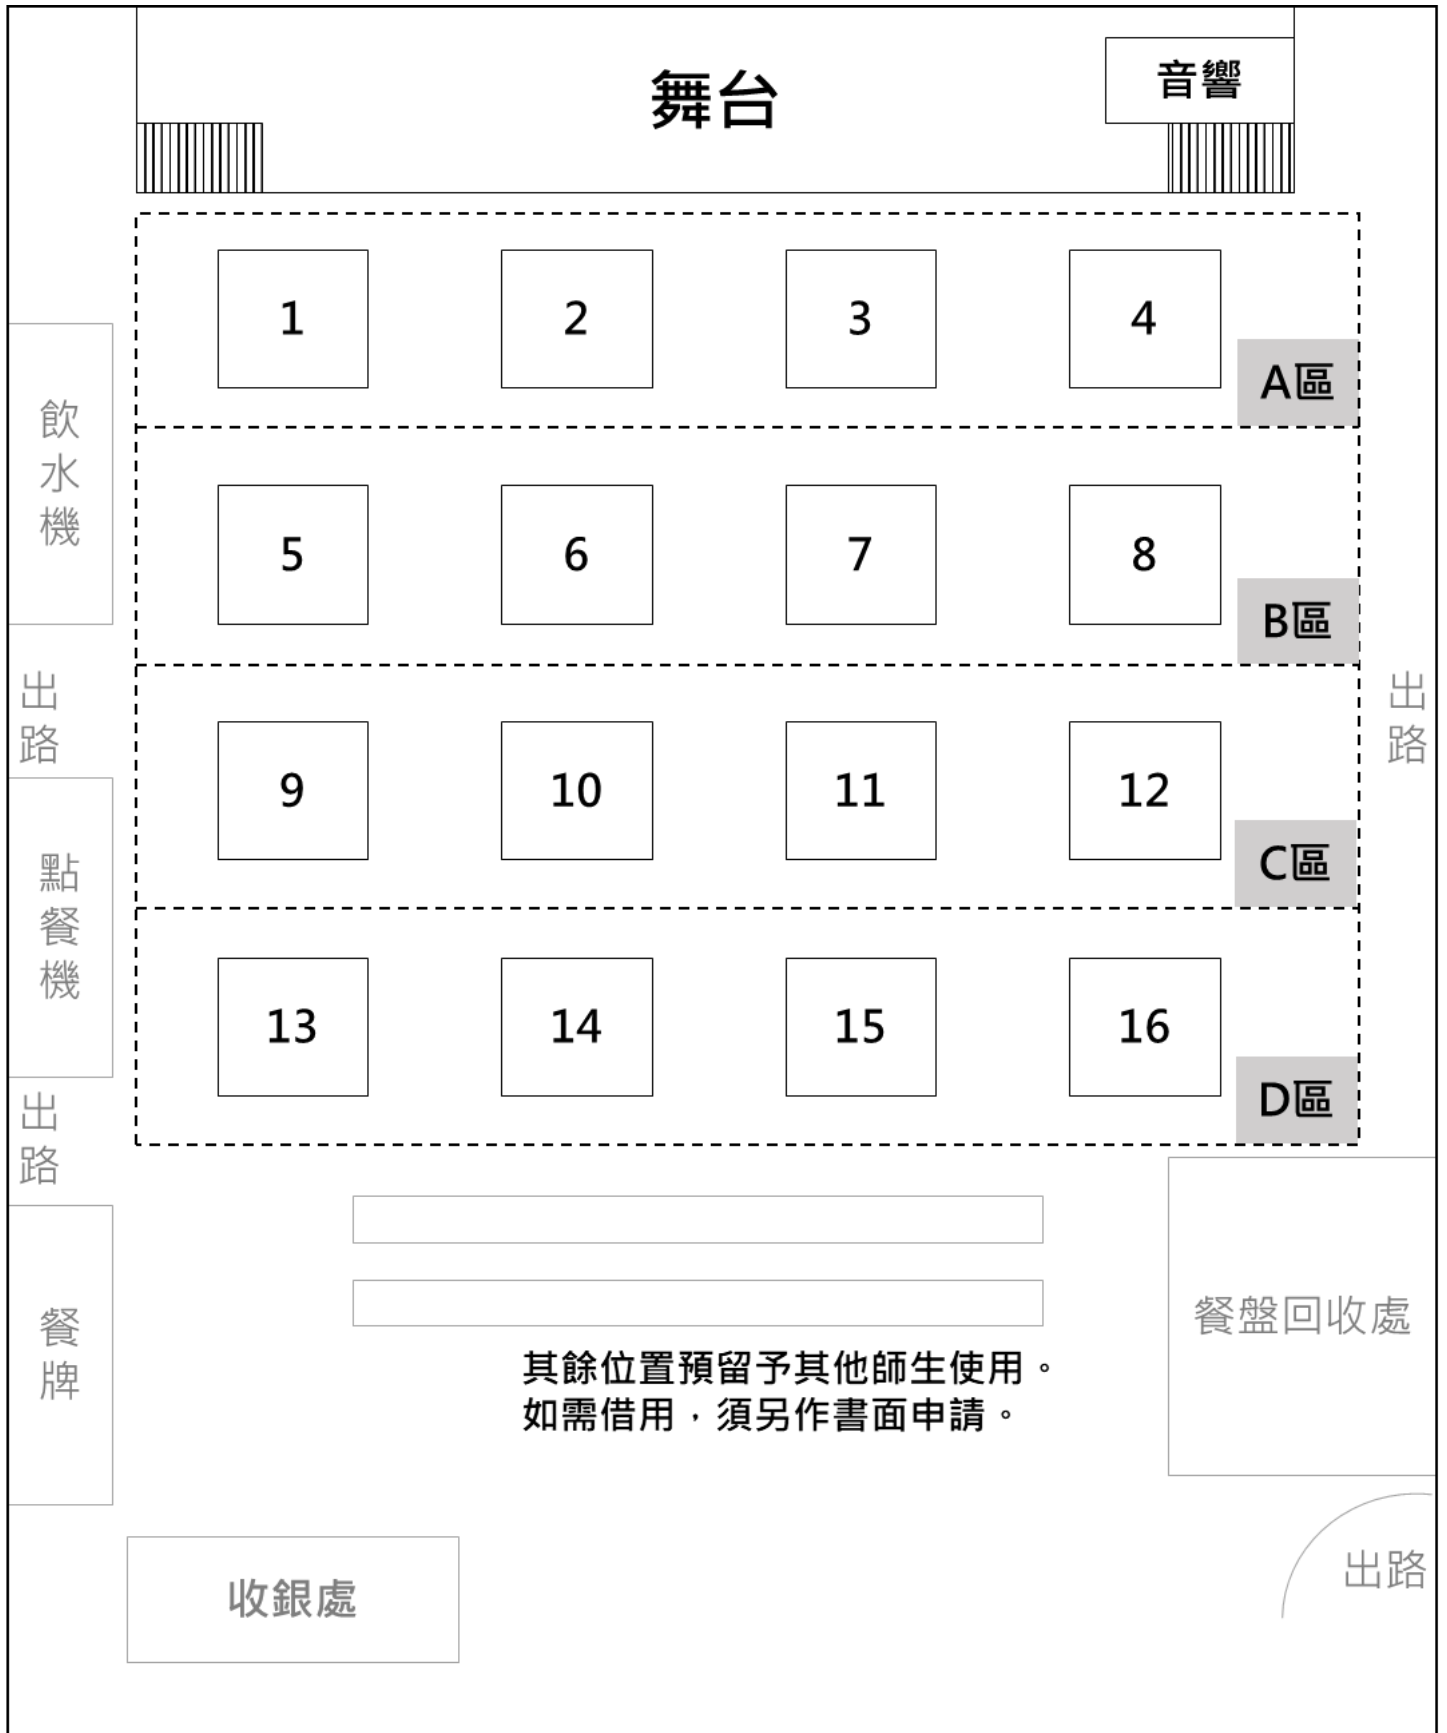 舞台
音響
1
2
3
4
A區
飲水機
5
6
7
8
B區
出路
出路
9
10
11
12
C區
點餐機
13
14
15
16
D區
出路
餐牌
餐盤回收處
其餘位置預留予其他師生使用。
如需借用，須另作書面申請。
出路
收銀處